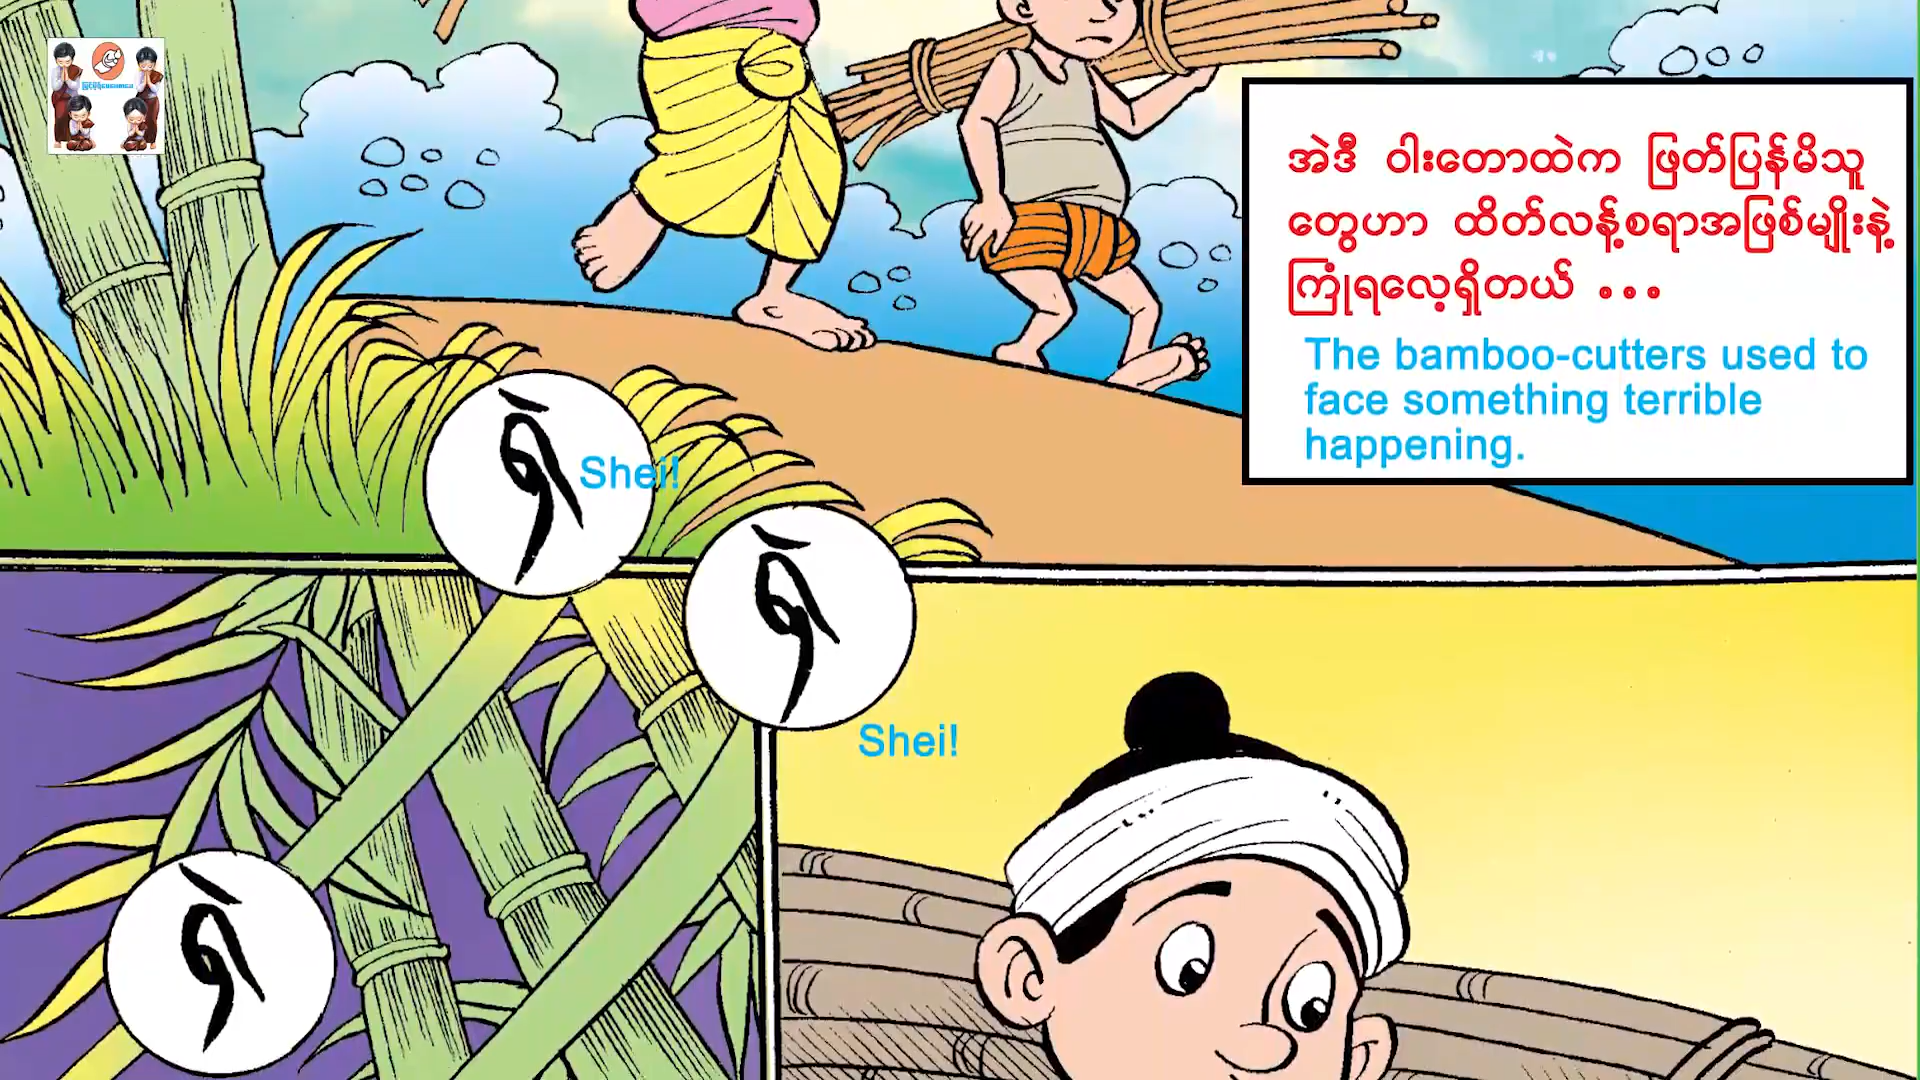 အဲဒီ ဝါးတောထဲက ဖြတ်ပြန်မိသူ
တွေဟာ ထိတ်လန့်စရာအဖြစ်မျိုးနဲ့
ကြုံရလေ့ရှိတယ် ...
The bamboo-cutters used to
face something terrible
happening.
ရှဲ
Shei!
ရှဲ
Shei!
ရှဲ